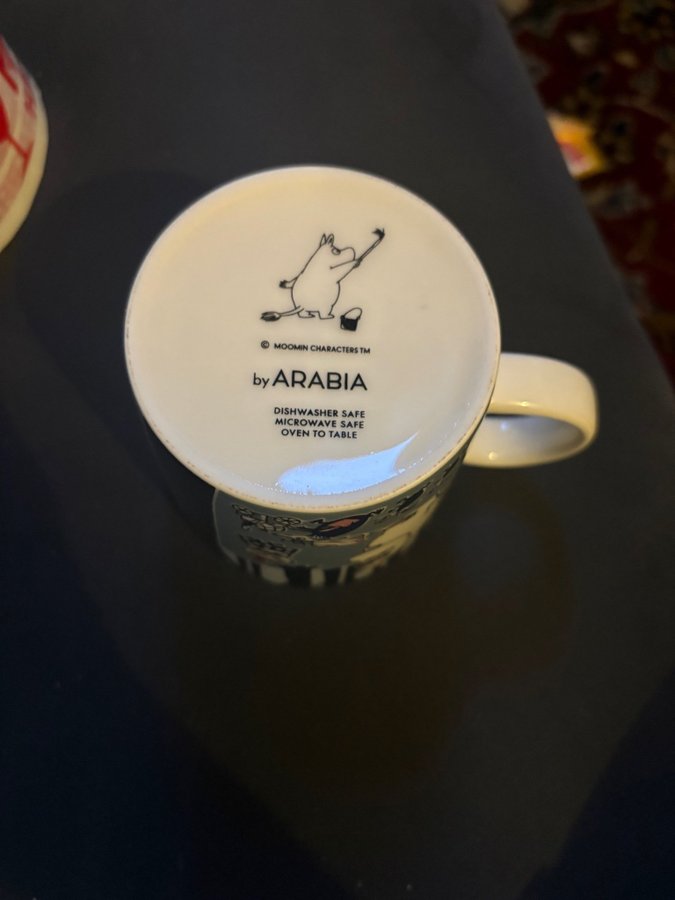 © MOOMIN CHARACTERS TM
by ARABIA
DISHWASHER SAFE
MICROWAVE SAFE
OVEN TO TABLE